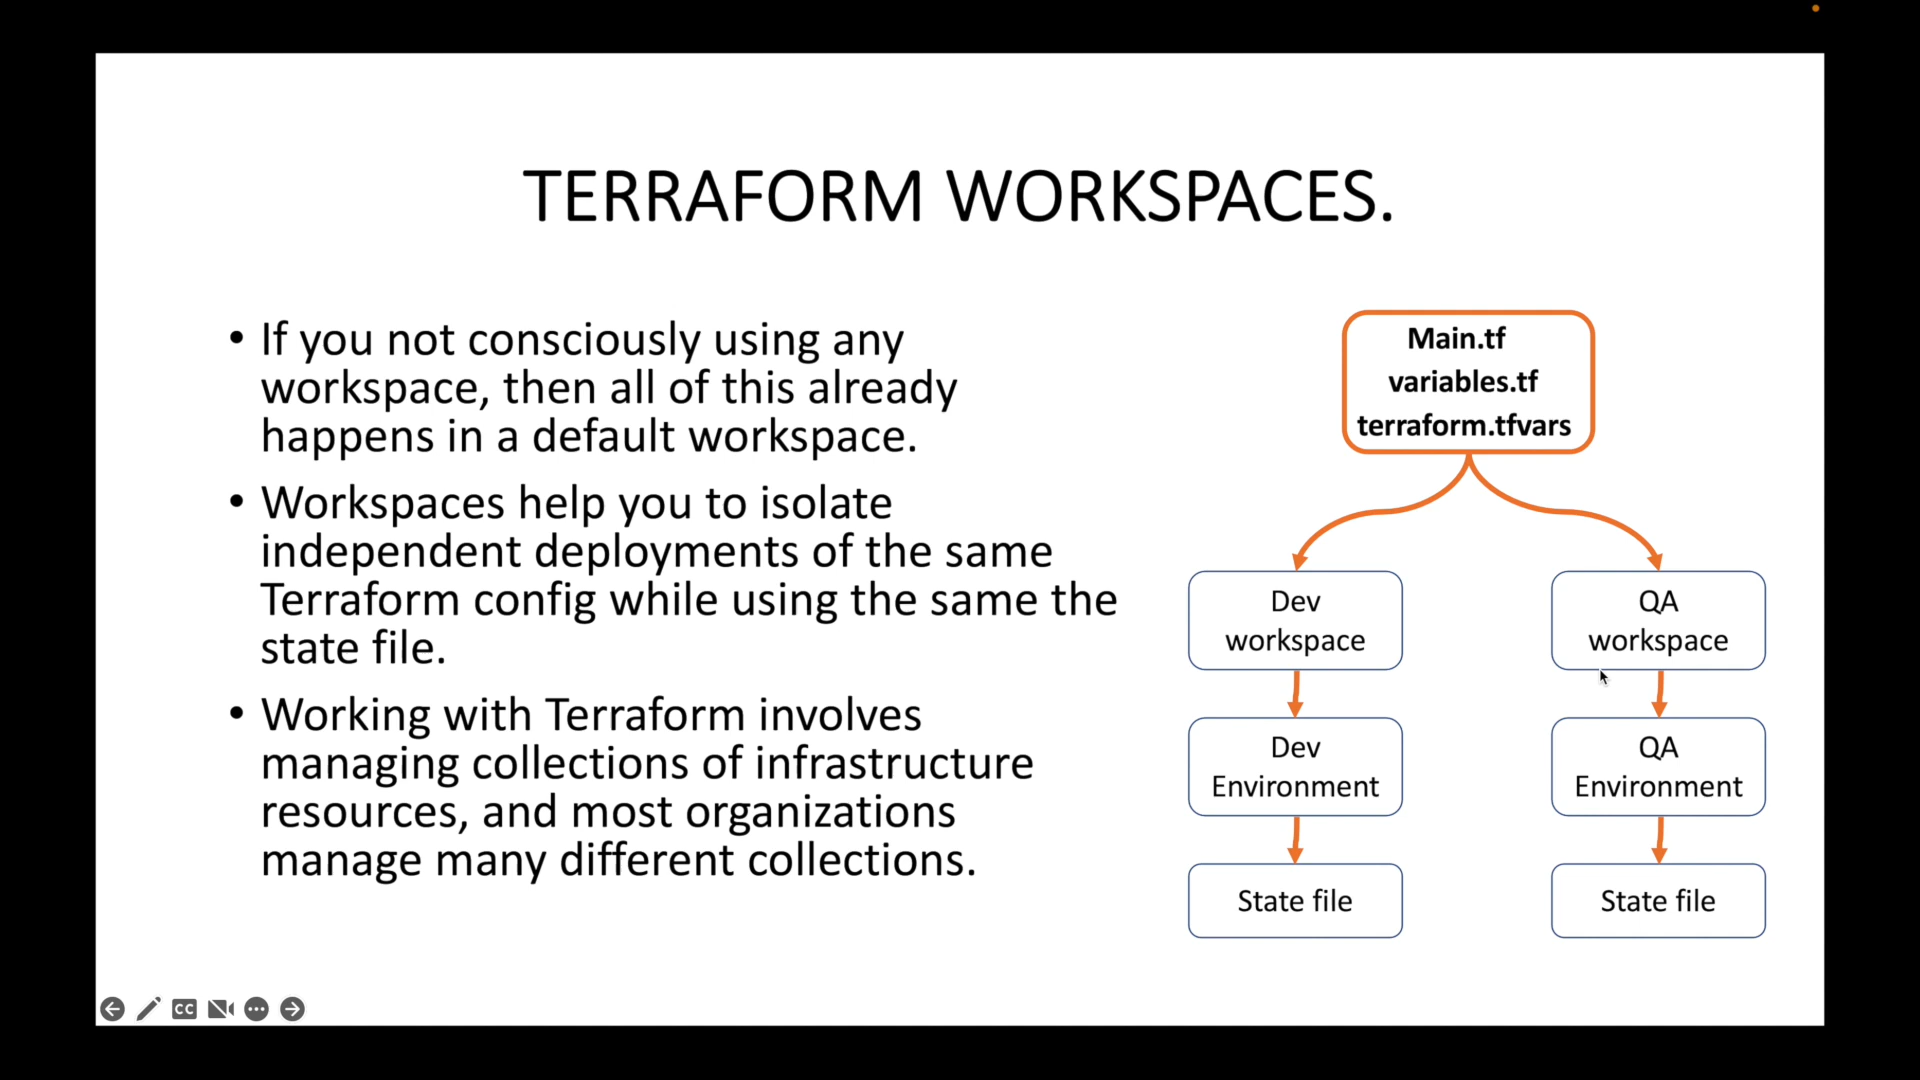 TERRAFORM WORKSPACES.
• If you not consciously using any
workspace, then all of this already
happens in a default workspace.
• Workspaces help you to isolate
independent deployments of the same
Terraform config while using the same the
state file.
• Working with Terraform involves
managing collections of infrastructure
resources, and most organizations
manage many different collections.
Main.tf
variables.tf
terraform.tfvars
Dev
workspace
QA
workspace
Dev
Environment
QA
Environment
State file
State file
CC